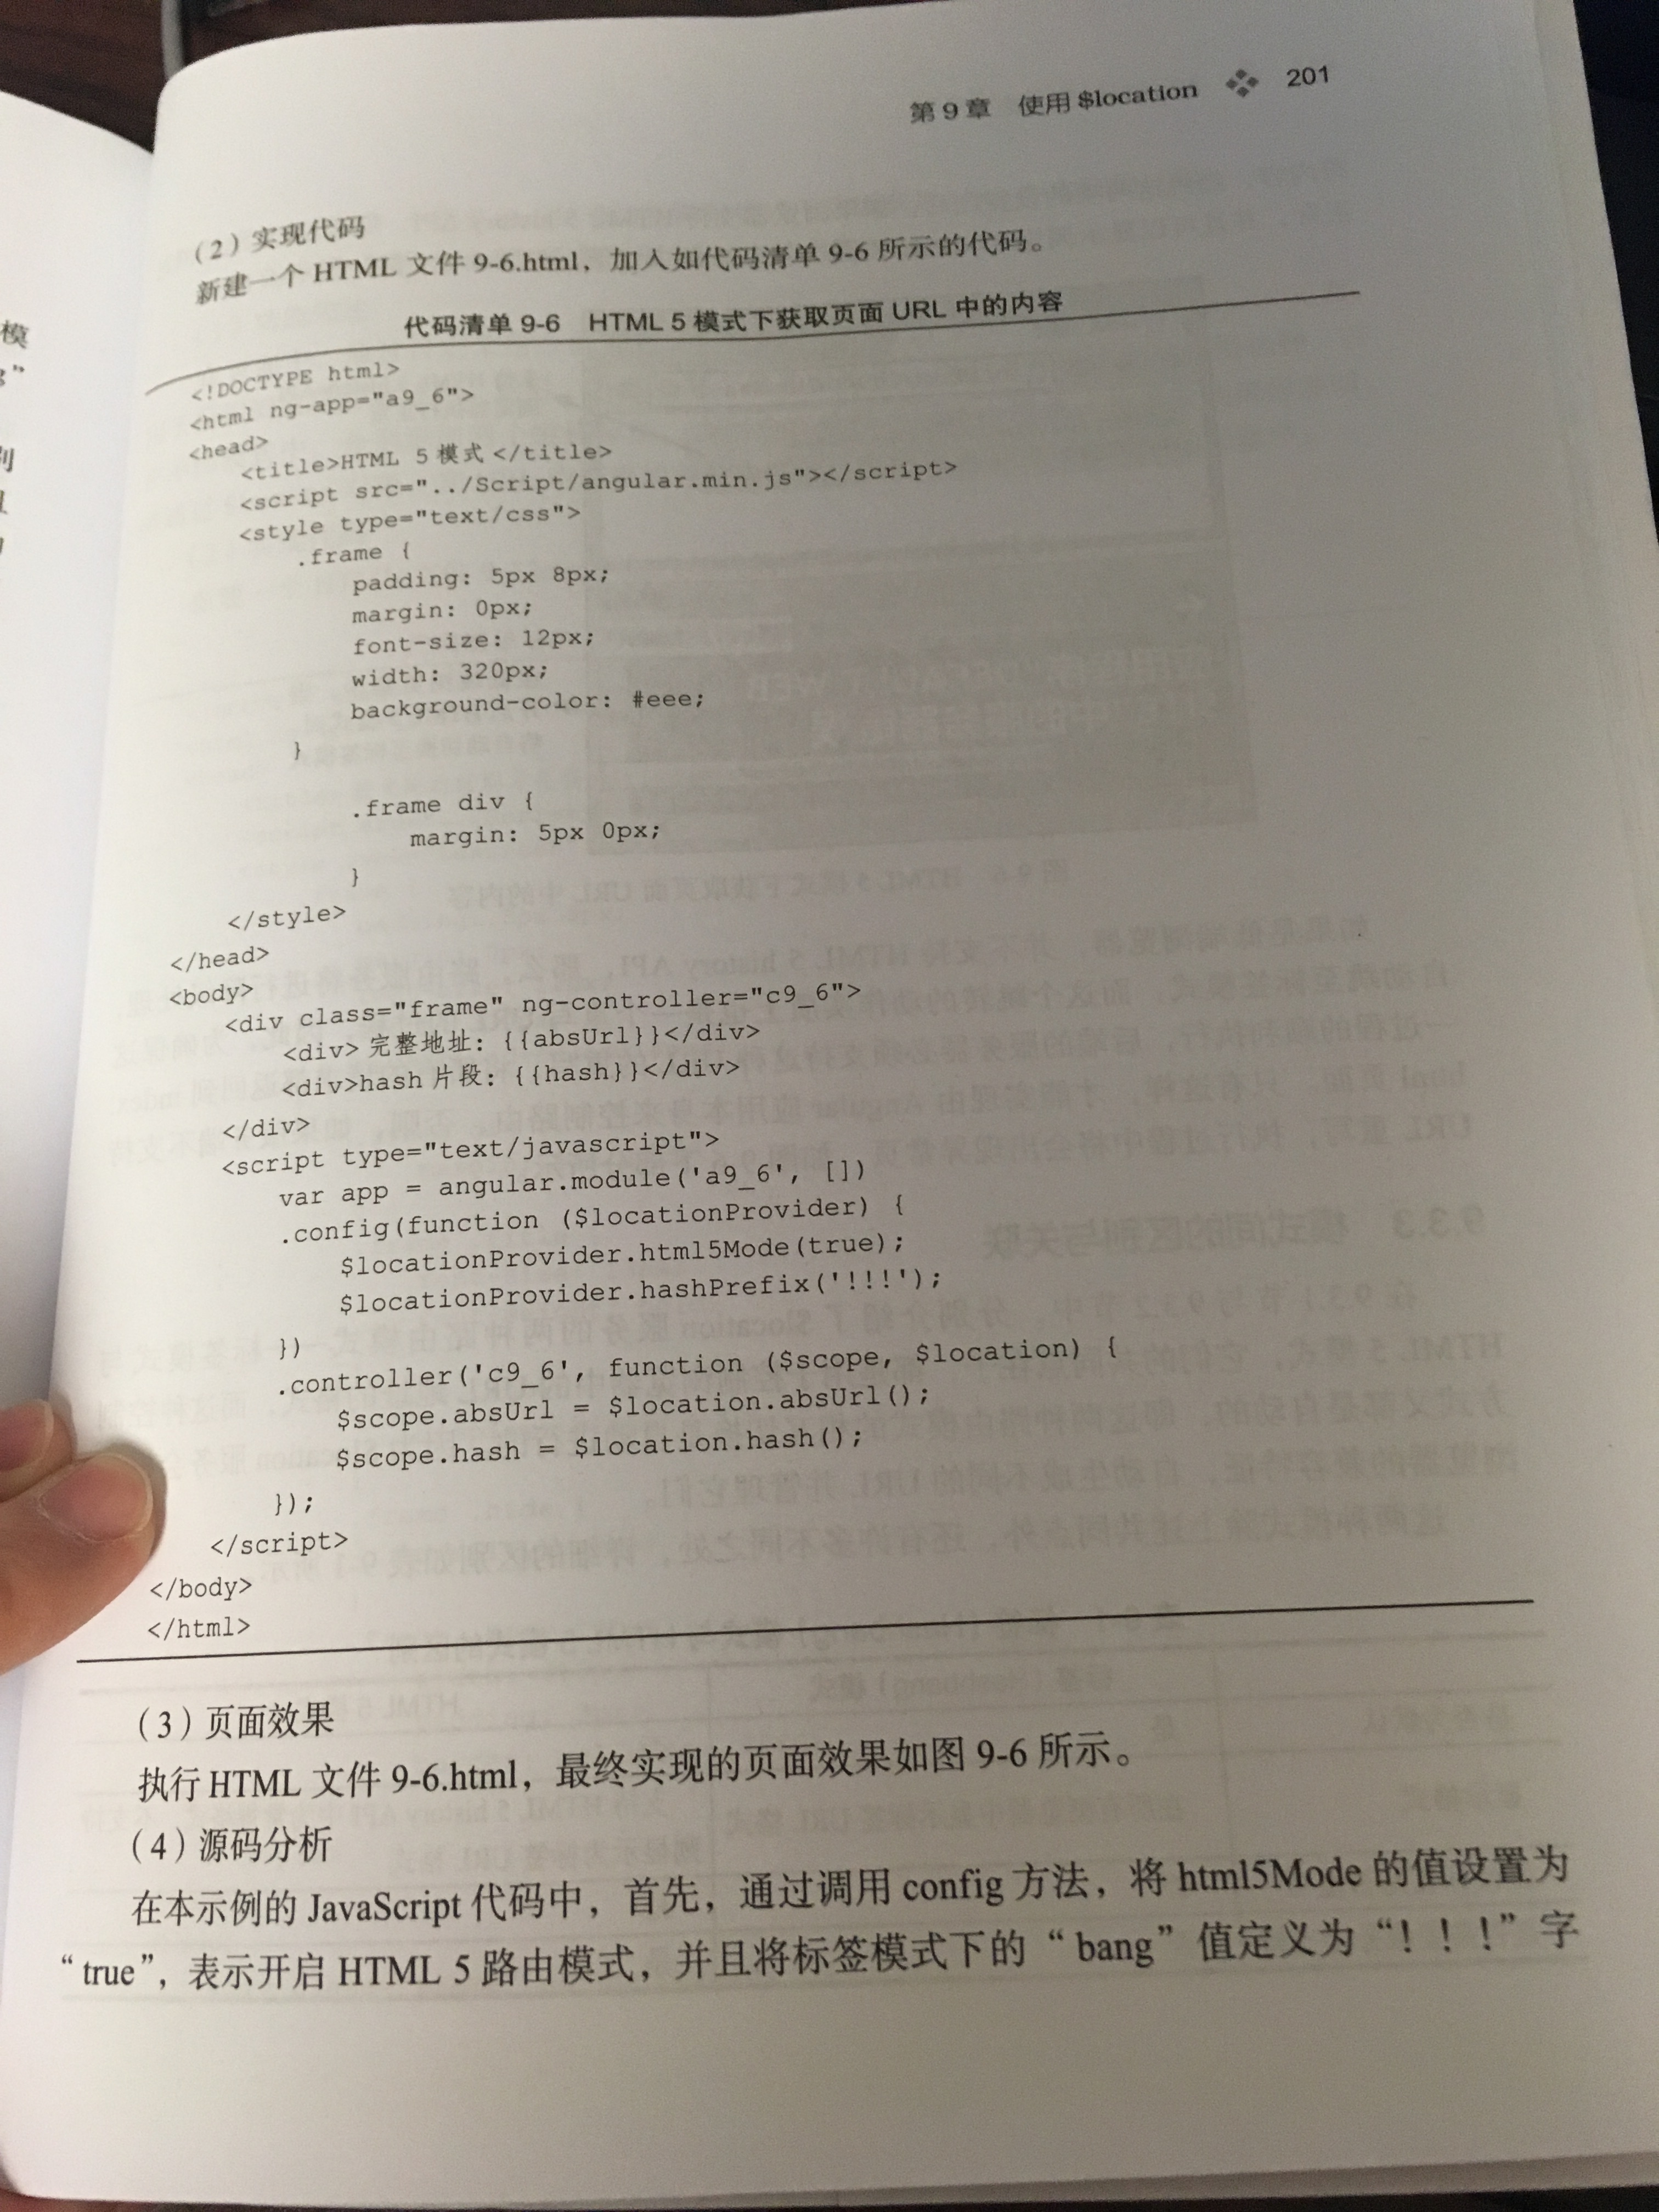 第9章 使用 $location ❖ 201
（2）实现代码
新建一个 HTML 文件 9-6.html，加入如代码清单 9-6 所示的代码。
代码清单 9-6 HTML 5 模式下获取页面 URL 中的内容
<!DOCTYPE html>
<html ng-app="a9_6">
<head>
<title>HTML 5 模式 </title>
<script src="../Script/angular.min.js"></script>
<style type="text/css">
.frame {
padding: 5px 8px;
margin: 0px;
font-size: 12px;
width: 320px;
background-color: #eee;
}
.frame div {
margin: 5px 0px;
}
</style>
</head>
<body>
<div class="frame" ng-controller="c9_6">
<div> 完整地址：{{absUrl}}</div>
<div>hash 片段：{{hash}}</div>
</div>
<script type="text/javascript">
var app = angular.module('a9_6', [])
.config(function ($locationProvider) {
$locationProvider.html5Mode(true);
$locationProvider.hashPrefix('!!!');
})
.controller('c9_6', function ($scope, $location) {
$scope.absUrl = $location.absUrl();
$scope.hash = $location.hash();
});
</script>
</body>
</html>
（3）页面效果
执行 HTML 文件 9-6.html，最终实现的页面效果如图 9-6 所示。
（4）源码分析
在本示例的 JavaScript 代码中，首先，通过调用 config 方法，将 html5Mode 的值设置为
“true”，表示开启 HTML 5 路由模式，并且将标签模式下的“bang”值定义为“！！！”字